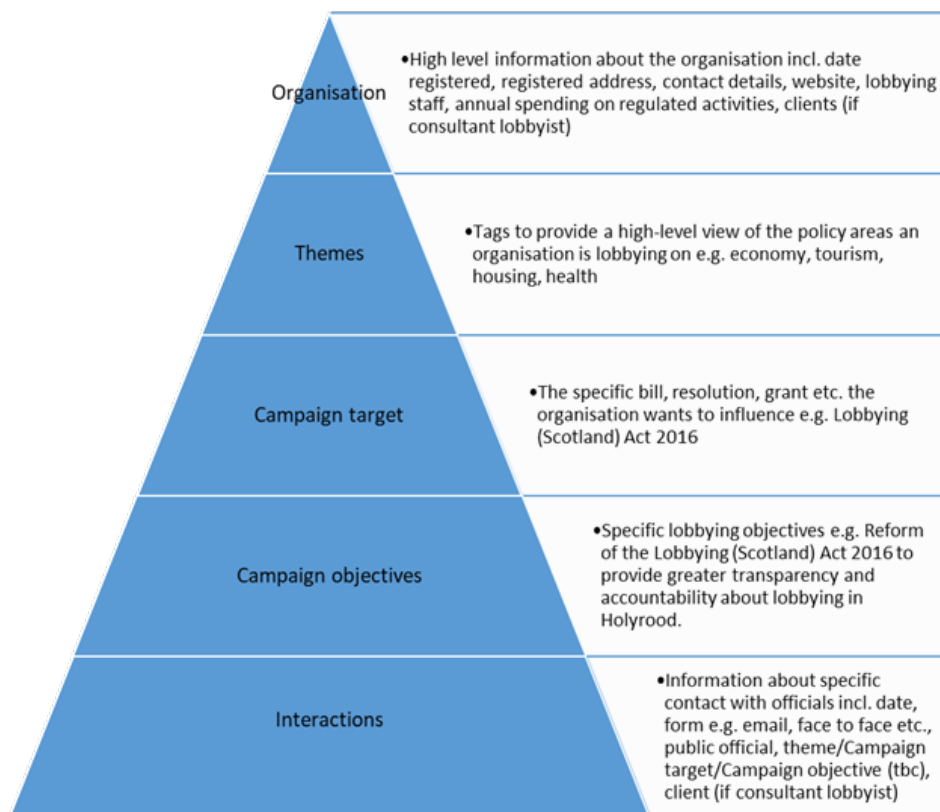 Organisation
•High level information about the organisation incl. date
registered, registered address, contact details, website, lobbying
staff, annual spending on regulated activities, clients (if
consultant lobbyist)
Themes
•Tags to provide a high-level view of the policy areas an
organisation is lobbying on e.g. economy, tourism,
housing, health
Campaign target
•The specific bill, resolution, grant etc. the
organisation wants to influence e.g. Lobbying
(Scotland) Act 2016
Campaign objectives
•Specific lobbying objectives e.g. Reform
of the Lobbying (Scotland) Act 2016 to
provide greater transparency and
accountability about lobbying in
Holyrood.
Interactions
•Information about specific
contact with officials incl. date,
form e.g. email, face to face etc.,
public official, theme/Campaign
target/Campaign objective (tbc),
client (if consultant lobbyist)